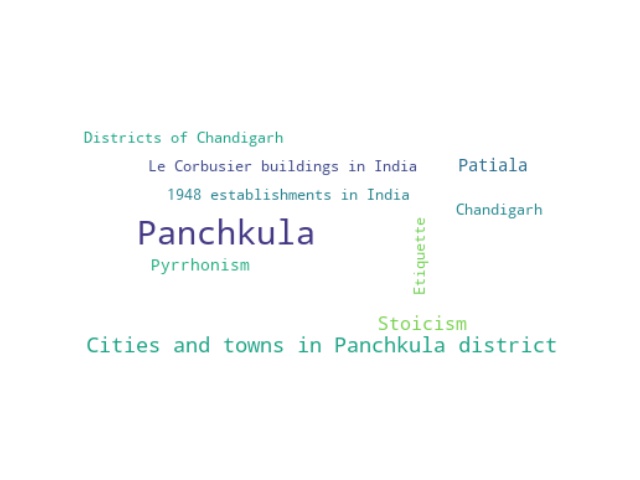 Districts of Chandigarh
Le Corbusier buildings in India
Patiala
1948 establishments in India
Chandigarh
Panchkula
Etiquette
Pyrrhonism
Stoicism
Cities and towns in Panchkula district